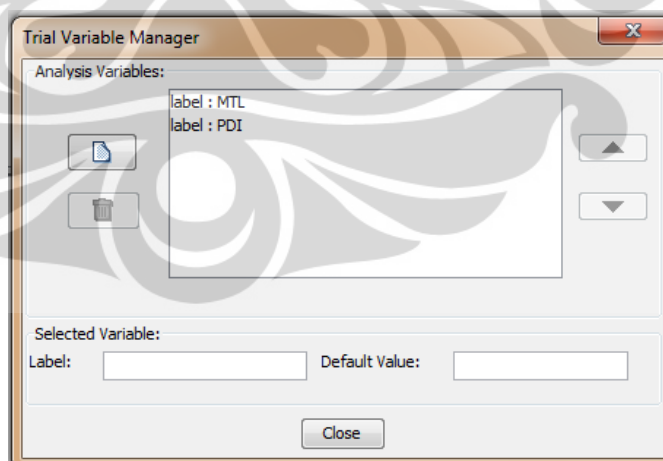 Trial Variable Manager
Analysis Variables:
label : MTL
label : PDI
Selected Variable:
Label:
Default Value:
Close